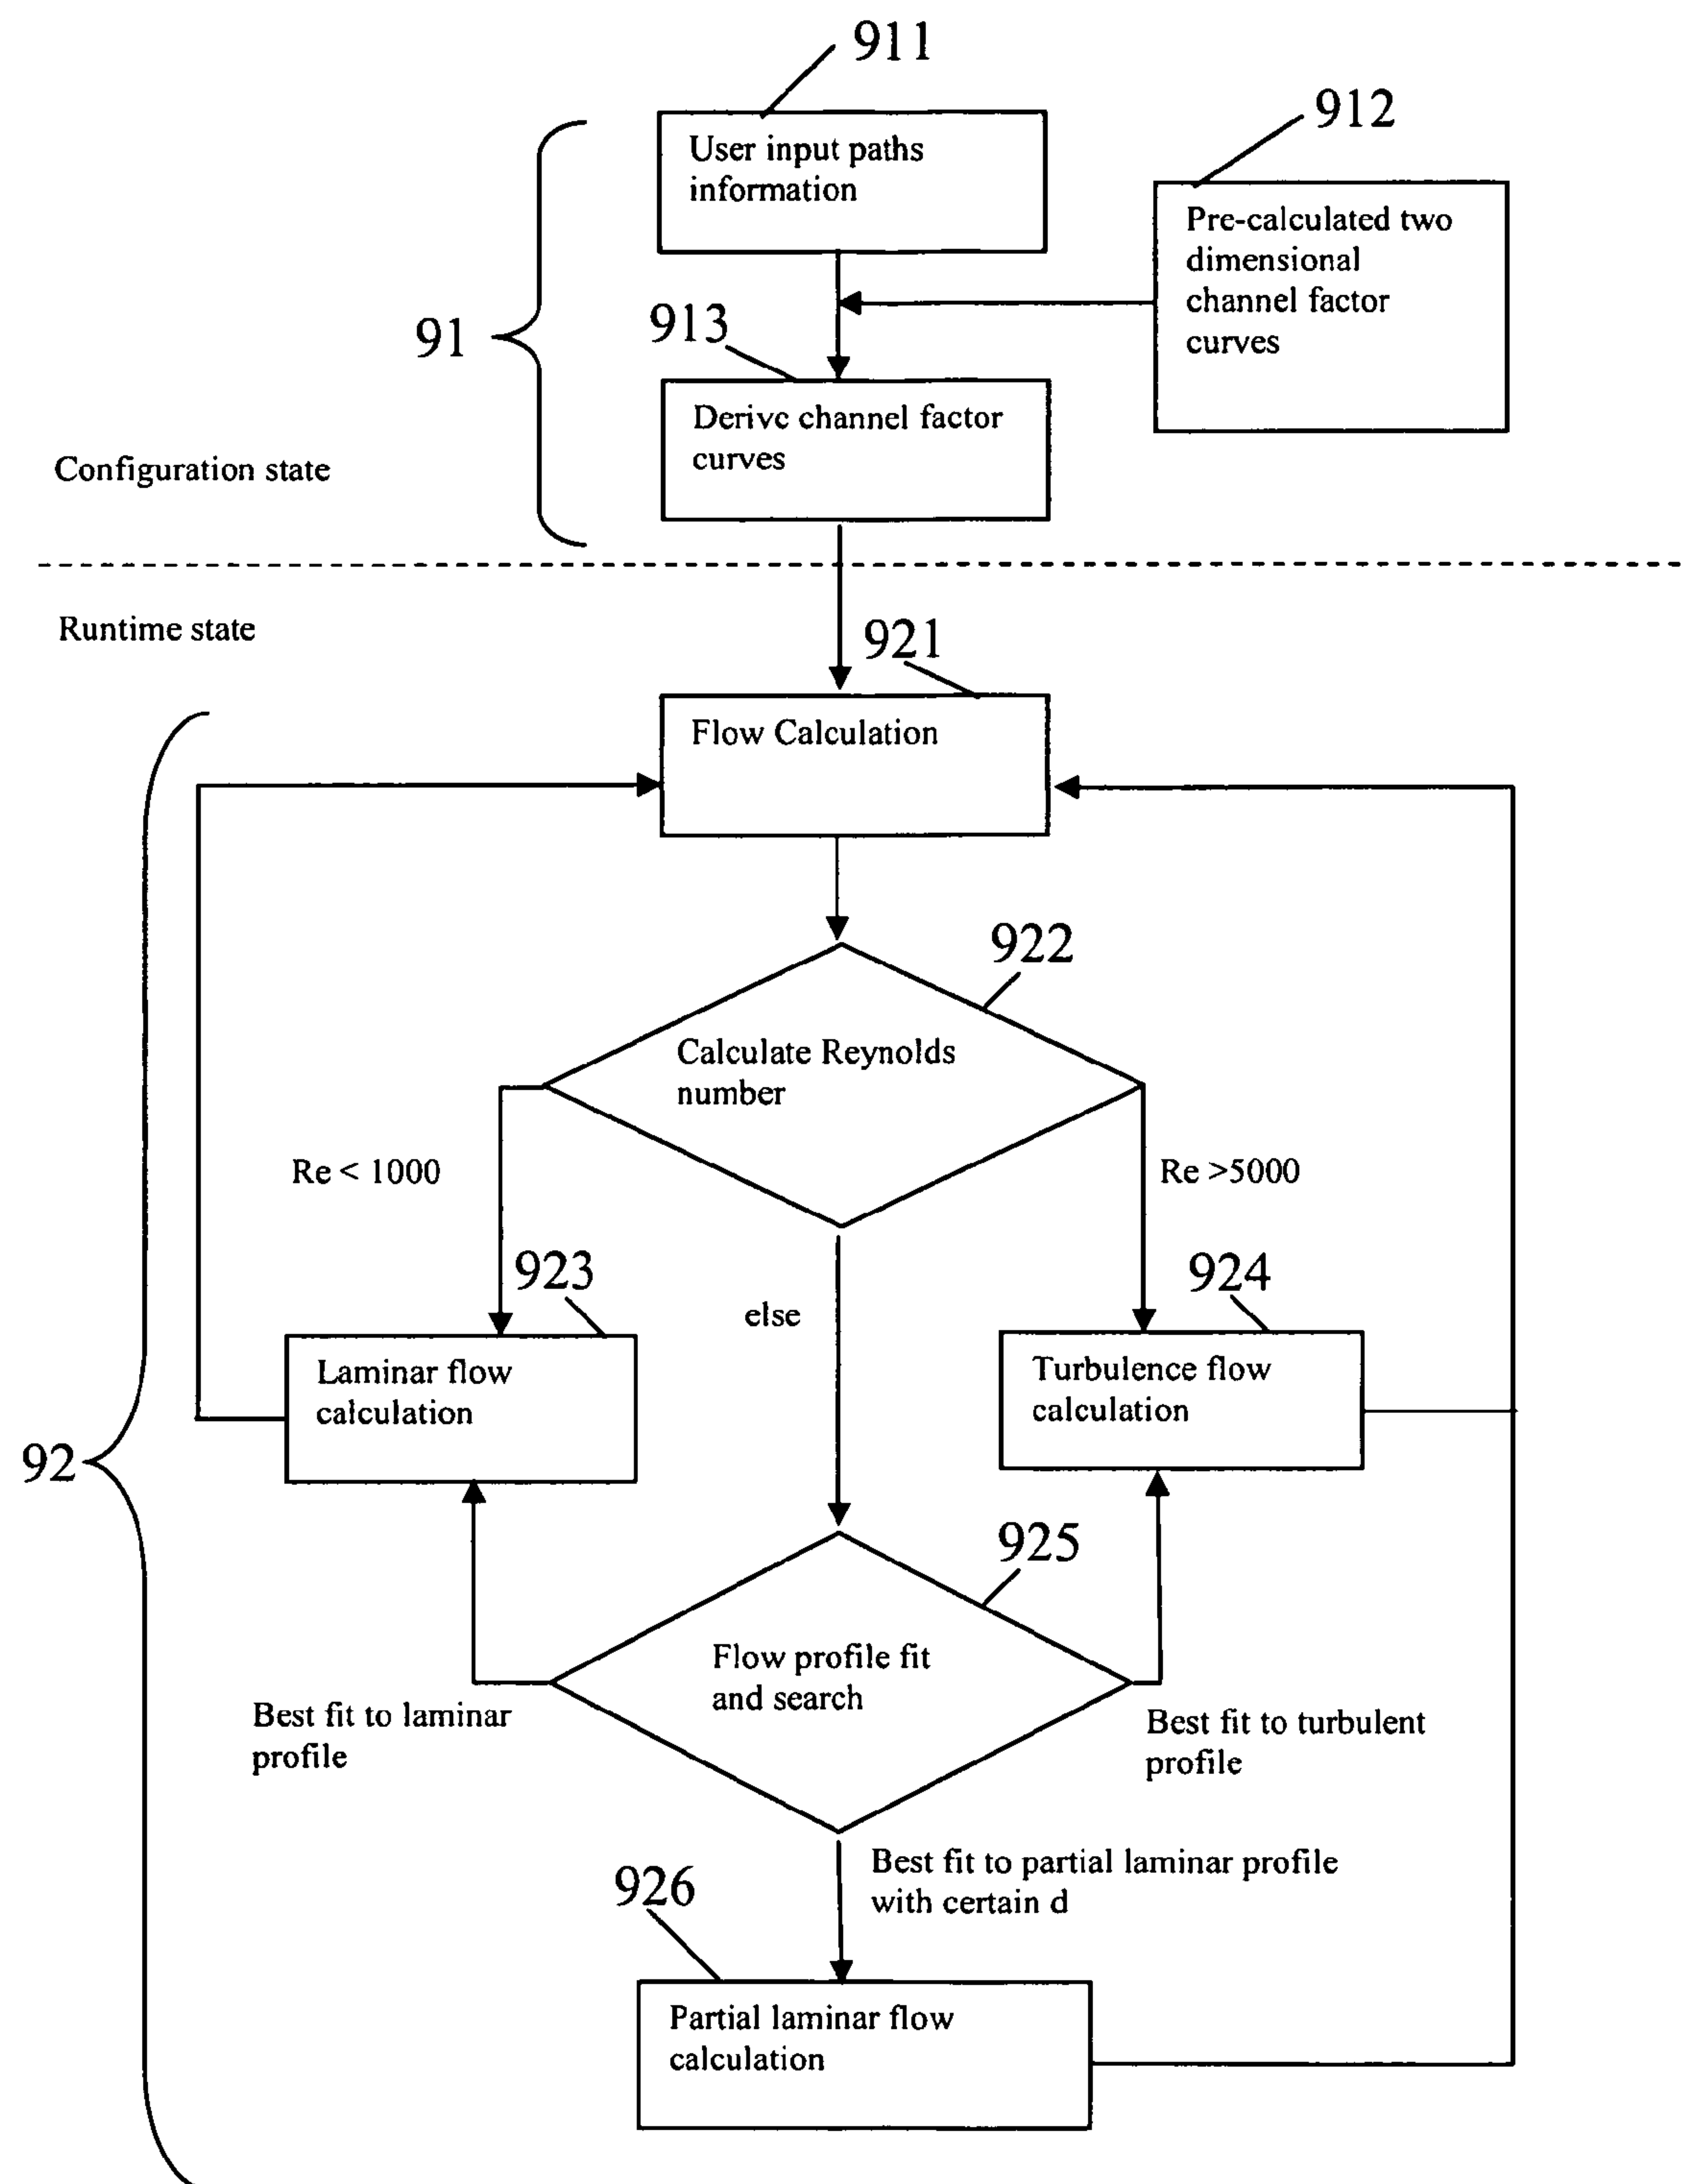 911
912
User input paths
information
Pre-calculated two
dimensional
channel factor
curves
91
913
Derive channel factor
curves
Configuration state
Runtime state
921
Flow Calculation
922
Calculate Reynolds
number
Re < 1000
Re >5000
923
924
else
Laminar flow
calculation
Turbulence flow
calculation
92
925
Flow profile fit
and search
Best fit to laminar
profile
Best fit to turbulent
profile
Best fit to partial laminar profile
with certain d
926
Partial laminar flow
calculation